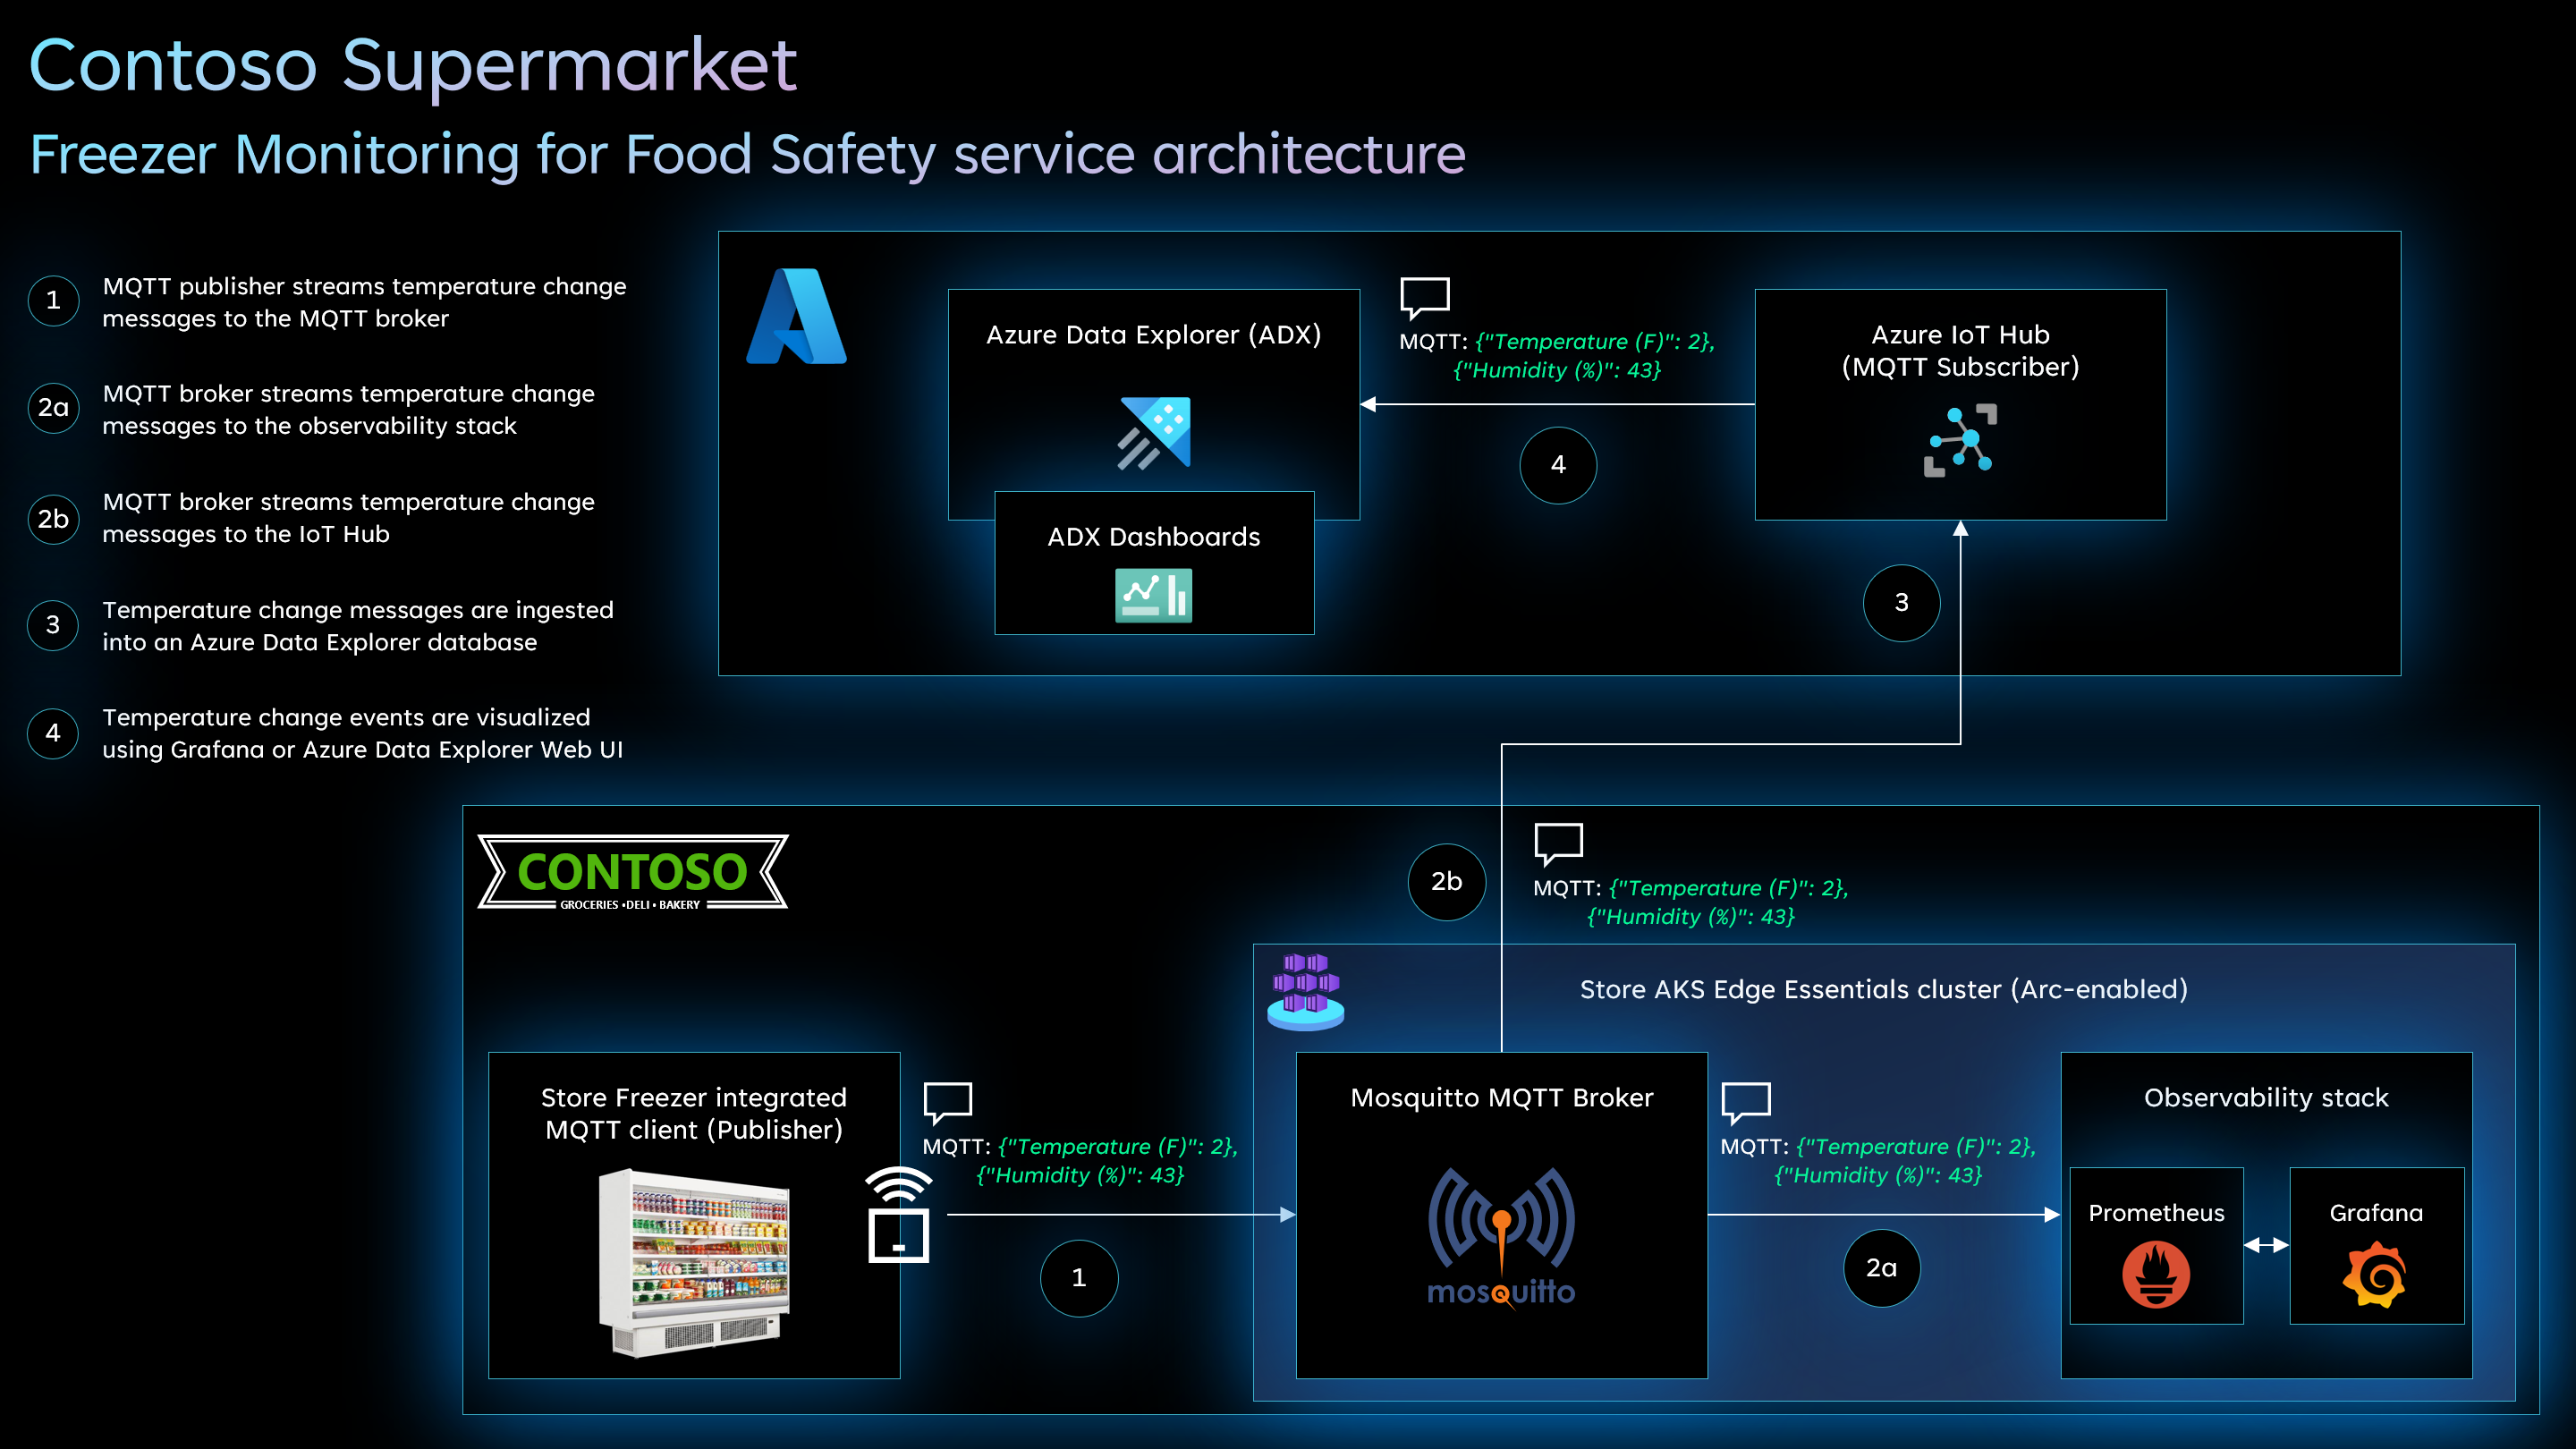 Contoso Supermarket
Freezer Monitoring for Food Safety service architecture
1
MQTT publisher streams temperature change
messages to the MQTT broker
2a
MQTT broker streams temperature change
messages to the observability stack
2b
MQTT broker streams temperature change
messages to the IoT Hub
3
Temperature change messages are ingested
into an Azure Data Explorer database
4
Temperature change events are visualized
using Grafana or Azure Data Explorer Web UI
Azure Data Explorer (ADX)
ADX Dashboards
MQTT: {"Temperature (F)": 2},
{"Humidity (%)": 43}
4
Azure IoT Hub
(MQTT Subscriber)
3
CONTOSO
GROCERIES •DELI • BAKERY
2b
MQTT: {"Temperature (F)": 2},
{"Humidity (%)": 43}
Store AKS Edge Essentials cluster (Arc-enabled)
Store Freezer integrated
MQTT client (Publisher)
MQTT: {"Temperature (F)": 2},
{"Humidity (%)": 43}
1
Mosquitto MQTT Broker
mosquitto
MQTT: {"Temperature (F)": 2},
{"Humidity (%)": 43}
2a
Observability stack
Prometheus
Grafana